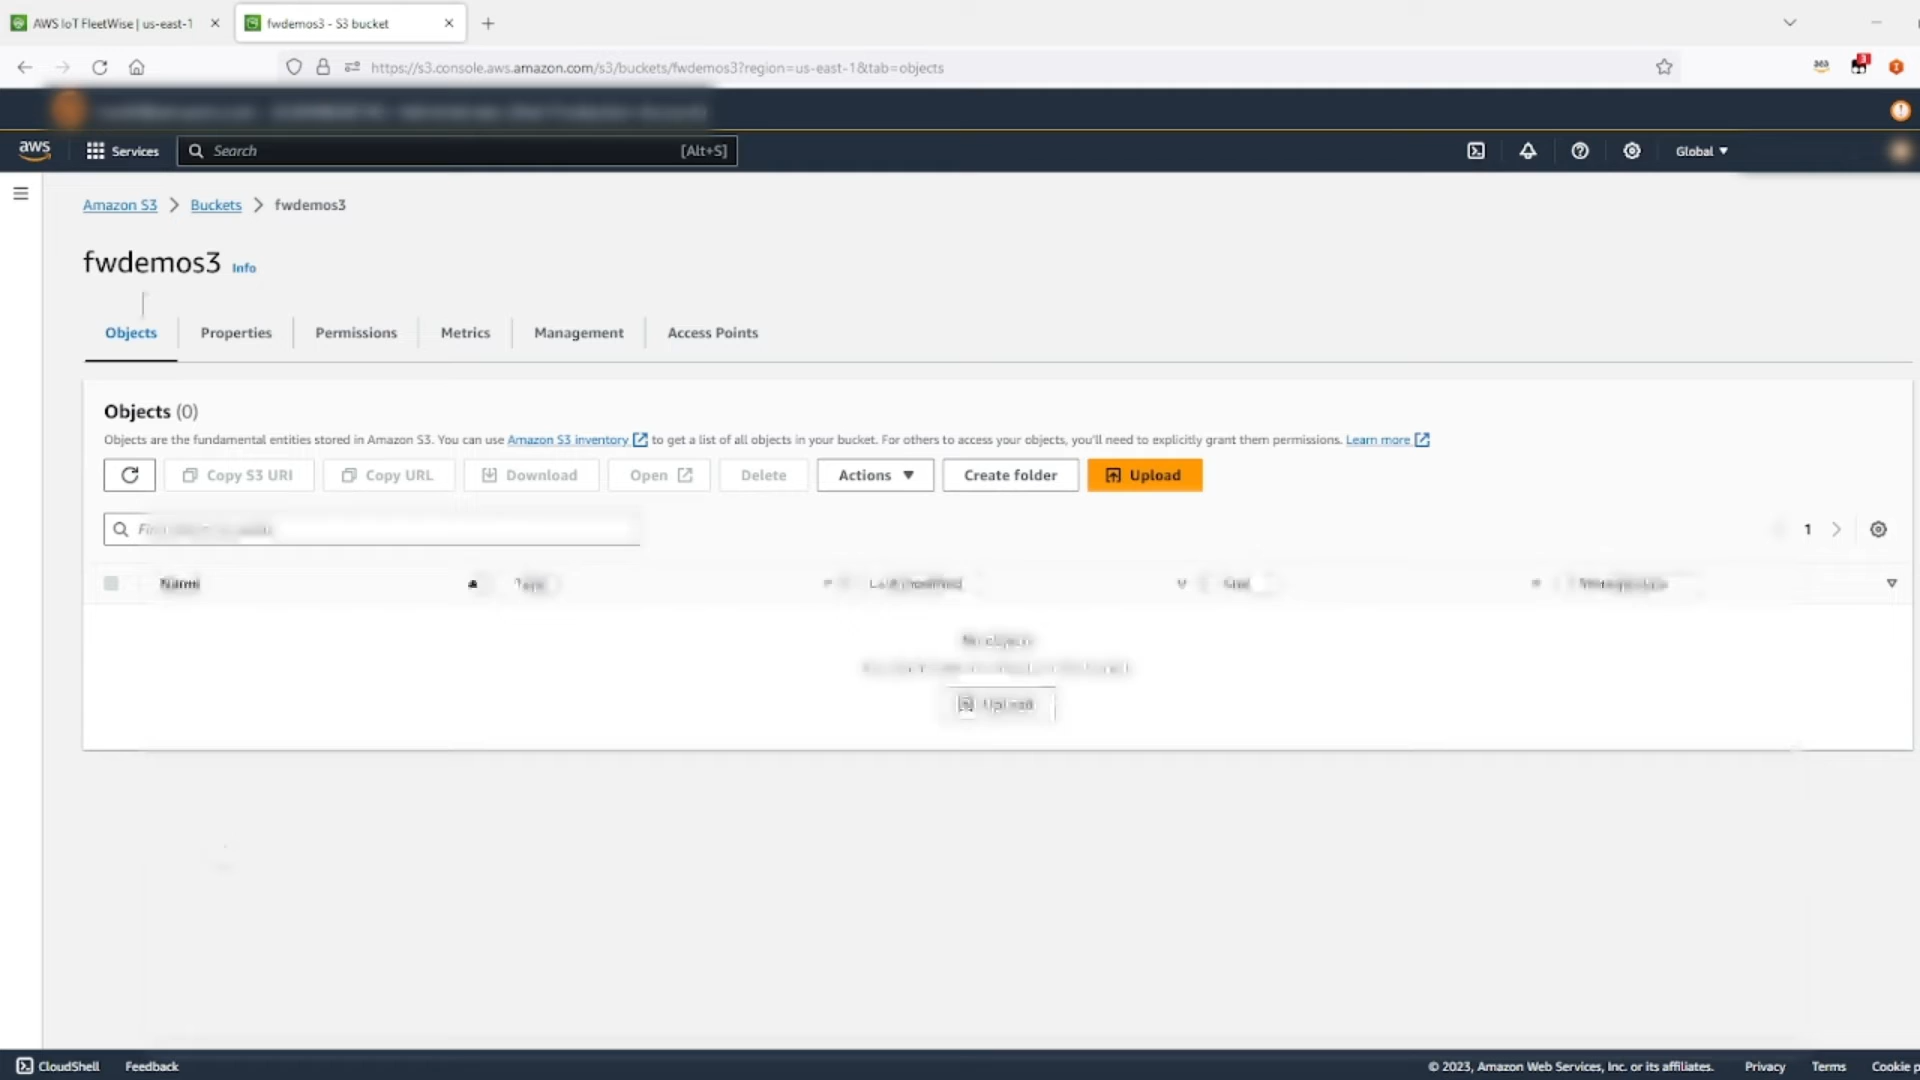 AWS IoT FleetWise | us-east-1
fwdemos3 - S3 bucket
https://s3.console.aws.amazon.com/s3/buckets/fwdemos3?region=us-east-1&tab=objects
aws
Services
Search
[Alt+S]
Global
Amazon S3 > Buckets > fwdemos3
fwdemos3 Info
Objects
Properties
Permissions
Metrics
Management
Access Points
Objects (0)
Objects are the fundamental entities stored in Amazon S3. You can use Amazon S3 inventory to get a list of all objects in your bucket. For others to access your objects, you'll need to explicitly grant them permissions. Learn more
Copy S3 URI
Copy URL
Download
Open
Delete
Actions
Create folder
Upload
1
Name
Upload
CloudShell
Feedback
© 2023, Amazon Web Services, Inc. or its affiliates.
Privacy
Terms
Cookie p